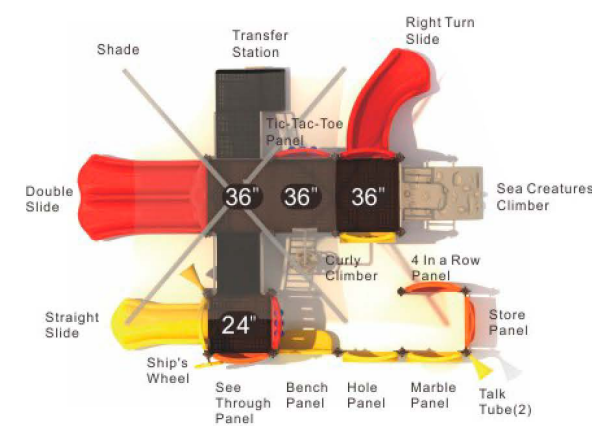 Right Turn
Slide
Transfer
Station
Shade
Tic-Tac-Toe
Panel
Double
Slide
36"
36"
36"
Sea Creatures
Climber
Curly
Climber
4 In a Row
Panel
Straight
Slide
24"
Store
Panel
Ship's
Wheel
See
Through
Panel
Bench
Panel
Hole
Panel
Marble
Panel
Talk
Tube(2)